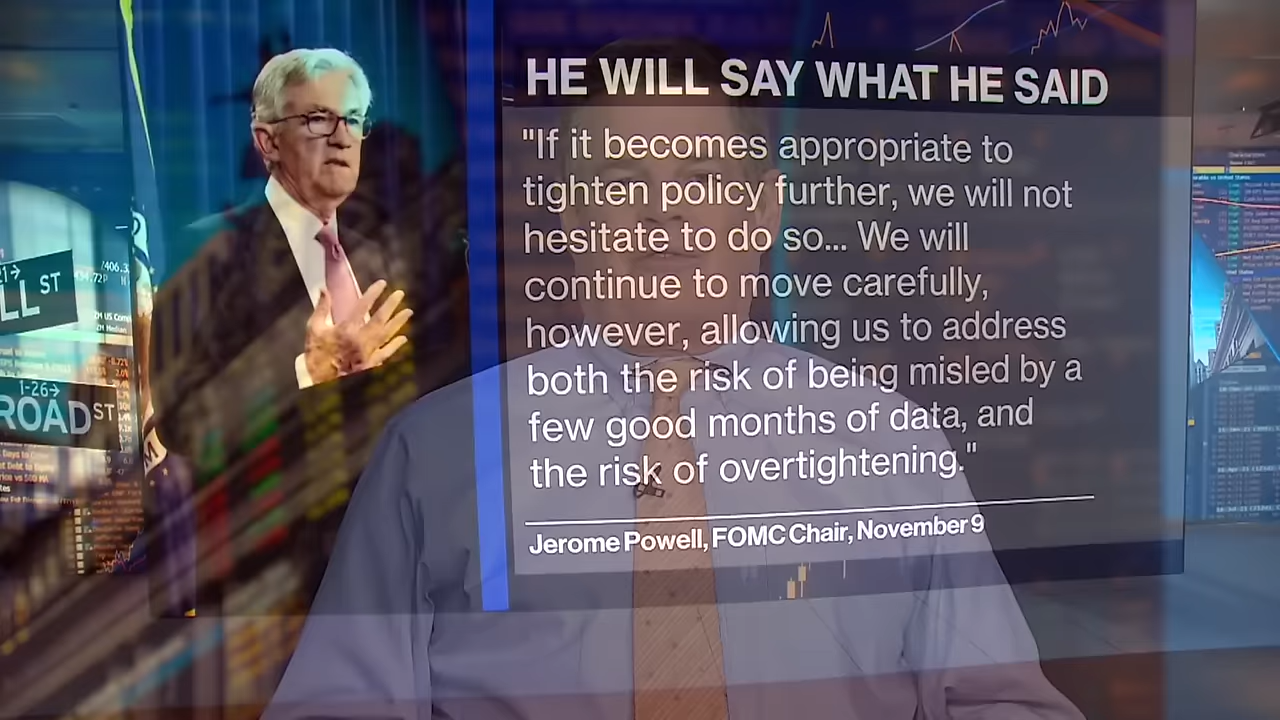 HE WILL SAY WHAT HE SAID
"If it becomes appropriate to
tighten policy further, we will not
hesitate to do so... We will
continue to move carefully,
however, allowing us to address
both the risk of being misled by a
few good months of data, and
the risk of overtightening."
Jerome Powell, FOMC Chair, November 9
ST
1-26→
ROAD ST